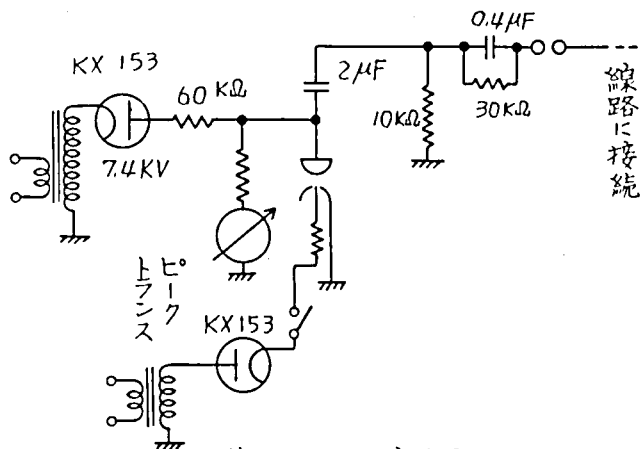 0.4μF
KX 153
2μF
60 KΩ
10KΩ
30KΩ
7.4KV
線路に接続
ピーク
トランス
KX153